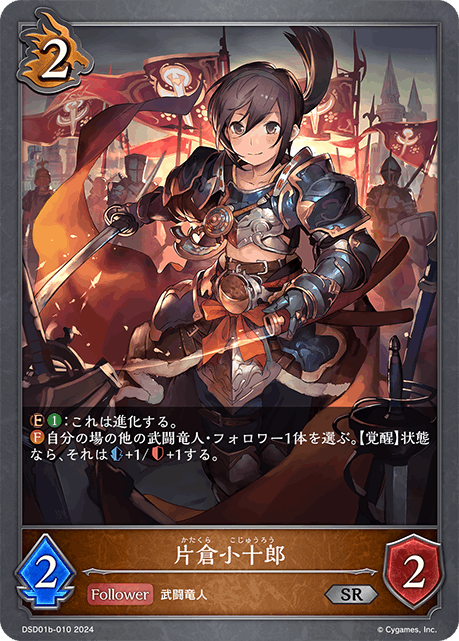 2
E 1：これは進化する。
F 自分の場の他の武闘竜人・フォロワー1体を選ぶ。【覚醒】状態
なら、それは+1/+1する。
かたくら こじゅうろう
片倉小十郎
2
Follower 武闘竜人
SR
2
DSD01b-010 2024
© Cygames, Inc.